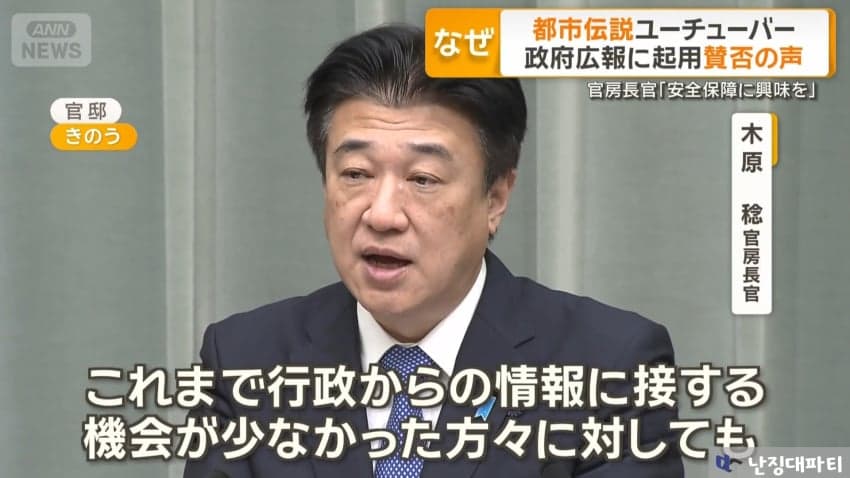 ANN
NEWS
なぜ
都市伝説ユーチューバー
政府広報に起用賛否の声
官房長官「安全保障に興味を」
官邸
きのう
木原 稔 官房長官
これまで行政からの情報に接する
機会が少なかった方々に対しても
난징대파티